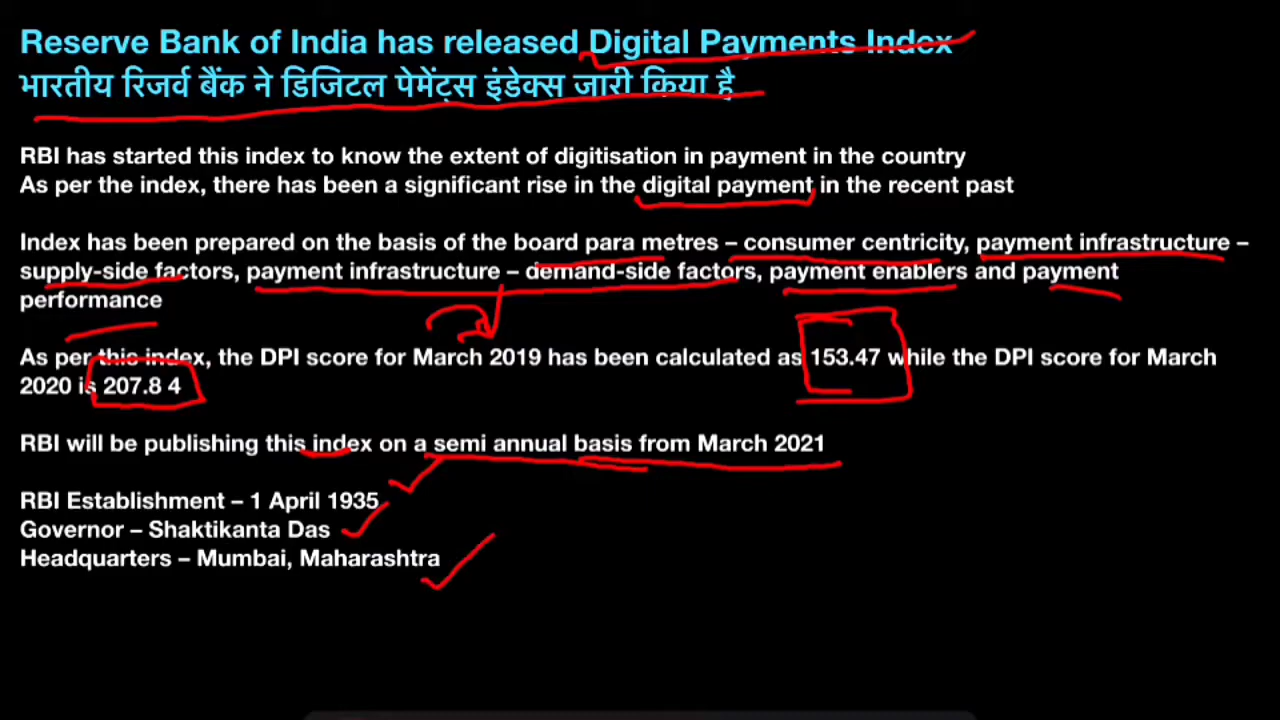 Reserve Bank of India has released Digital Payments Index
भारतीय रिजर्व बैंक ने डिजिटल पेमेंट्स इंडेक्स जारी किया है
RBI has started this index to know the extent of digitisation in payment in the country
As per the index, there has been a significant rise in the digital payment in the recent past
Index has been prepared on the basis of the board para metres – consumer centricity, payment infrastructure –
supply-side factors, payment infrastructure – demand-side factors, payment enablers and payment
performance
As per this index, the DPI score for March 2019 has been calculated as 153.47 while the DPI score for March
2020 is 207.8 4
RBI will be publishing this index on a semi annual basis from March 2021
RBI Establishment – 1 April 1935
Governor – Shaktikanta Das
Headquarters – Mumbai, Maharashtra